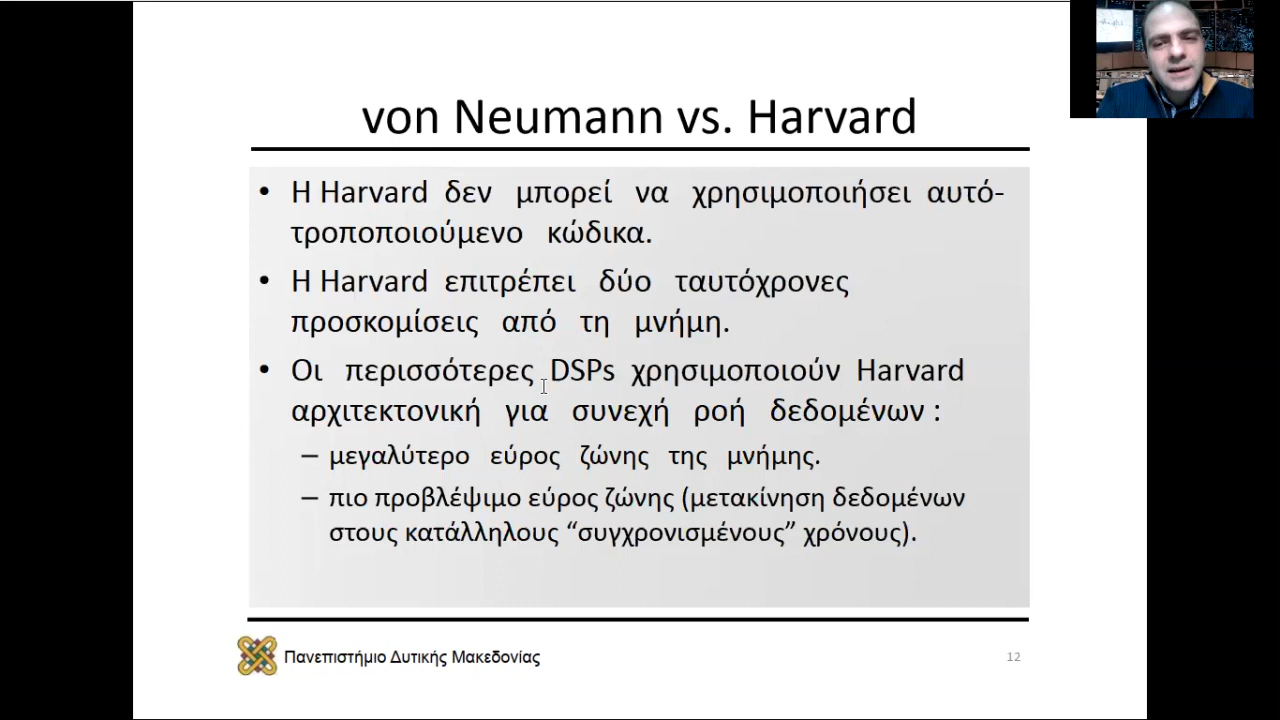 von Neumann vs. Harvard
• Η Harvard δεν μπορεί να χρησιμοποιήσει αυτό-
τροποποιούμενο κώδικα.
• Η Harvard επιτρέπει δύο ταυτόχρονες
προσκομίσεις από τη μνήμη.
• Οι περισσότερες DSPs χρησιμοποιούν Harvard
αρχιτεκτονική για συνεχή ροή δεδομένων :
– μεγαλύτερο εύρος ζώνης της μνήμης.
– πιο προβλέψιμο εύρος ζώνης (μετακίνηση δεδομένων
στους κατάλληλους “συγχρονισμένους” χρόνους).
Πανεπιστήμιο Δυτικής Μακεδονίας
12